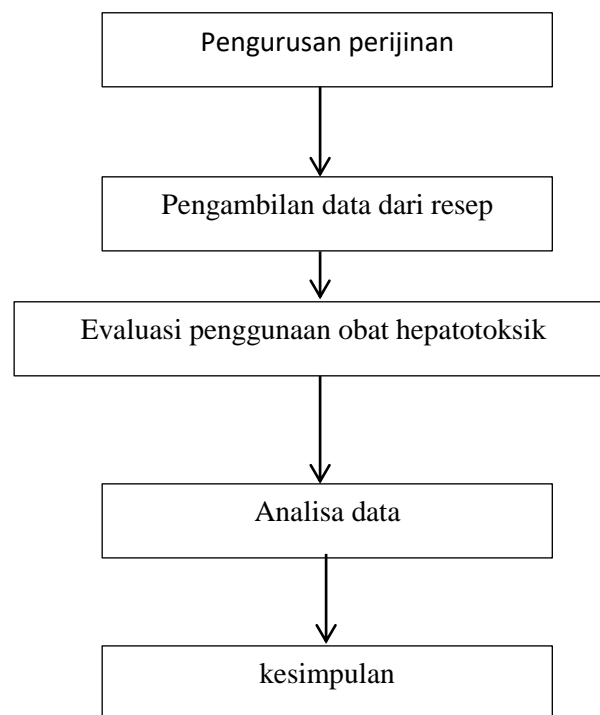 Pengurusan perijinan
Pengambilan data dari resep
Evaluasi penggunaan obat hepatotoksik
Analisa data
kesimpulan